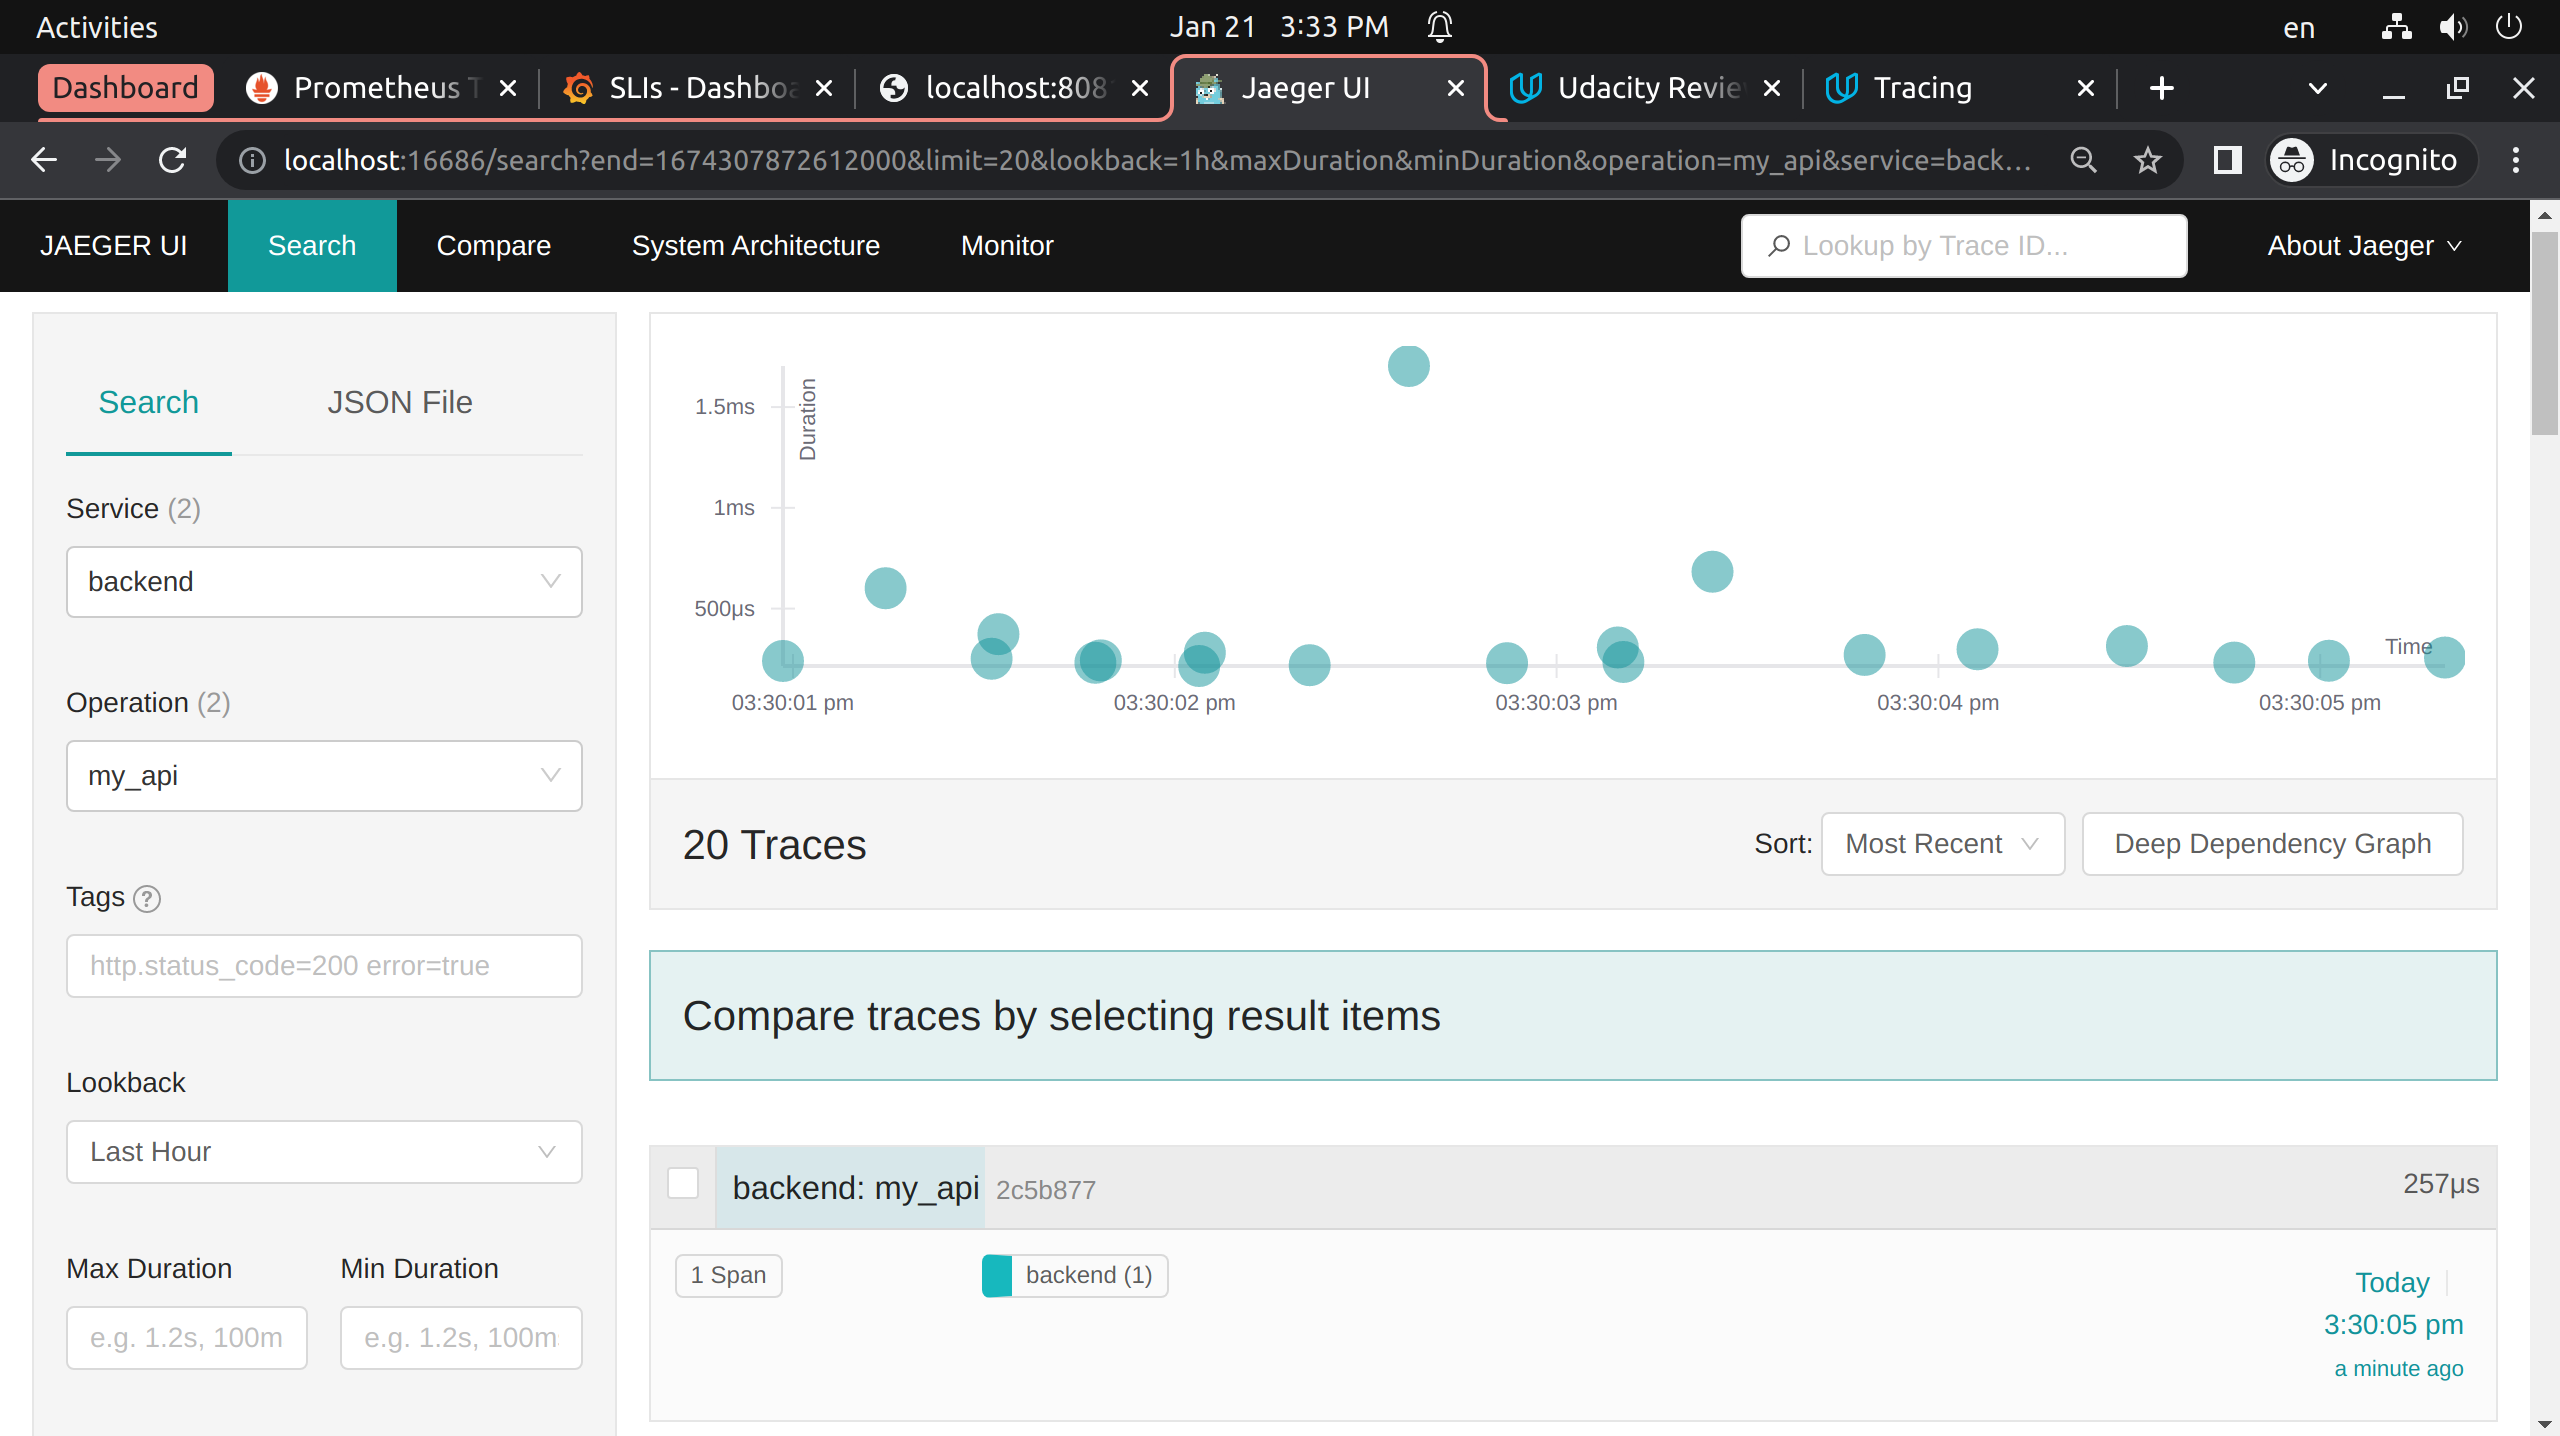 Activities
Jan 21 3:33 PM
en
Dashboard
Prometheus T
SLIs - Dashboa
localhost:808
Jaeger UI
Udacity Revie
Tracing
localhost:16686/search?end=1674307872612000&limit=20&lookback=1h&maxDuration&minDuration&operation=my_api&service=back...
Incognito
JAEGER UI
Search
Compare
System Architecture
Monitor
Lookup by Trace ID...
About Jaeger
Search
JSON File
Service (2)
backend
Operation (2)
my_api
Tags ?
http.status_code=200 error=true
Lookback
Last Hour
Max Duration
Min Duration
e.g. 1.2s, 100m
e.g. 1.2s, 100m
Duration
1.5ms
1ms
500μs
Time
03:30:01 pm
03:30:02 pm
03:30:03 pm
03:30:04 pm
03:30:05 pm
20 Traces
Sort:
Most Recent
Deep Dependency Graph
Compare traces by selecting result items
backend: my_api 2c5b877
257μs
1 Span
backend (1)
Today
3:30:05 pm
a minute ago